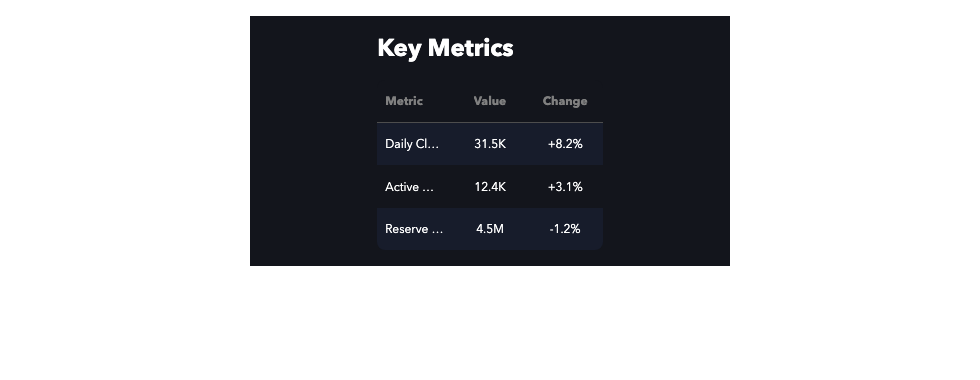 Key Metrics
Metric Value Change
Daily Cl... 31.5K +8.2%
Active ... 12.4K +3.1%
Reserve ... 4.5M -1.2%